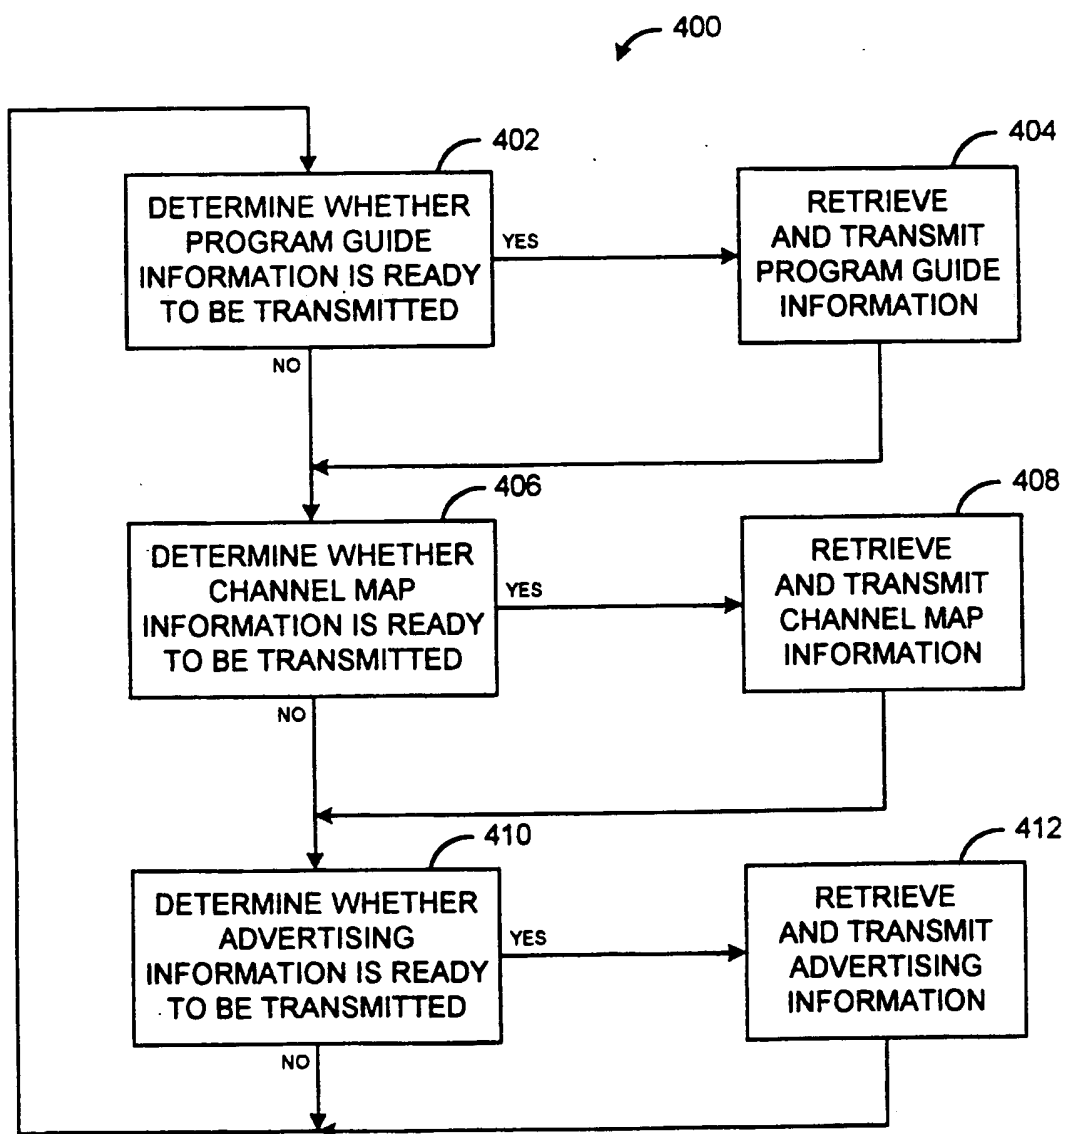 400
402
DETERMINE WHETHER
PROGRAM GUIDE
INFORMATION IS READY
TO BE TRANSMITTED
YES
NO
404
RETRIEVE
AND TRANSMIT
PROGRAM GUIDE
INFORMATION
406
DETERMINE WHETHER
CHANNEL MAP
INFORMATION IS READY
TO BE TRANSMITTED
YES
NO
408
RETRIEVE
AND TRANSMIT
CHANNEL MAP
INFORMATION
410
DETERMINE WHETHER
ADVERTISING
INFORMATION IS READY
TO BE TRANSMITTED
YES
NO
412
RETRIEVE
AND TRANSMIT
ADVERTISING
INFORMATION